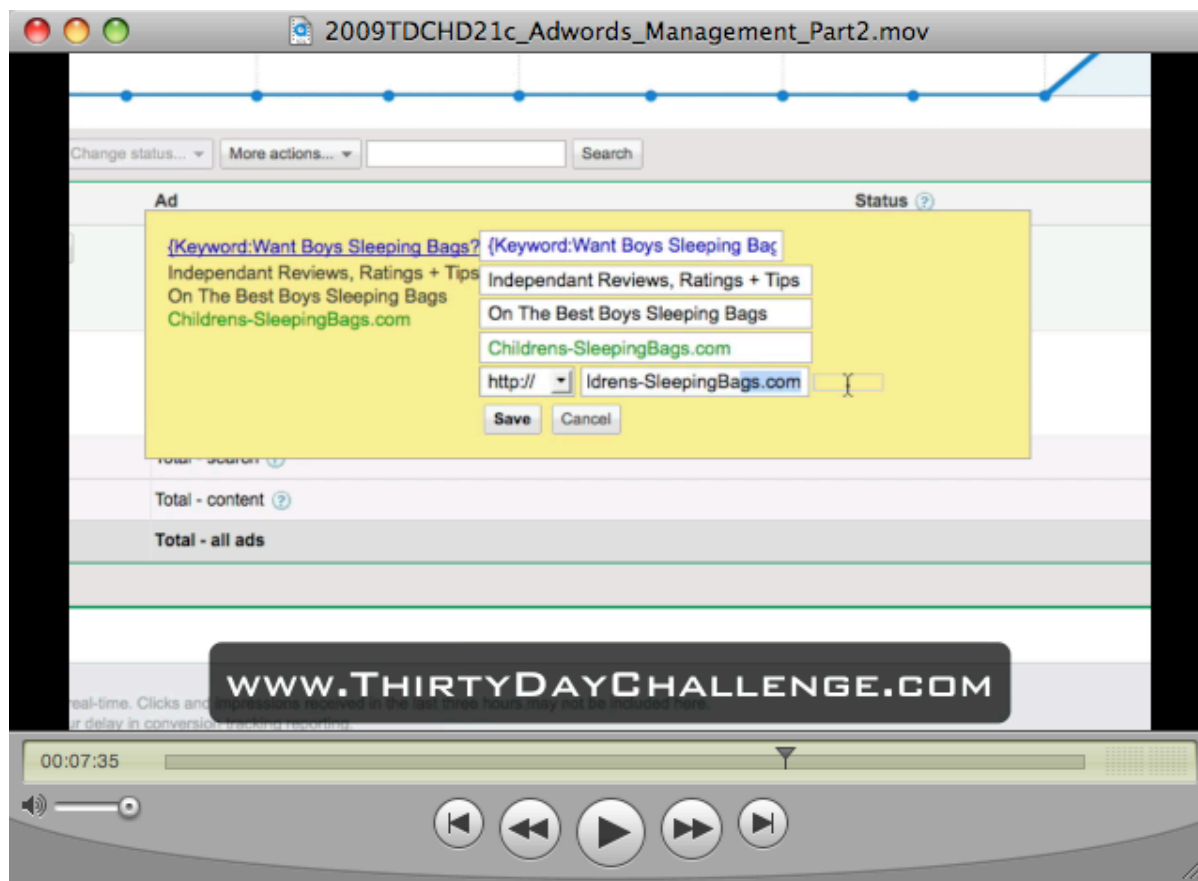 2009TDCHD21c_Adwords_Management_Part2.mov
Change status... More actions... Search
Ad Status ?
{Keyword:Want Boys Sleeping Bags? {Keyword:Want Boys Sleeping Bag
Independant Reviews, Ratings + Tips Independant Reviews, Ratings + Tips
On The Best Boys Sleeping Bags On The Best Boys Sleeping Bags
Childrens-SleepingBags.com Childrens-SleepingBags.com
http:// ldrens-SleepingBags.com
Save Cancel
Total - search ?
Total - content ?
Total - all ads
www.ThirtyDayChallenge.com
real-time. Clicks and impressions received in the last three hours may not be included here.
ur delay in conversion tracking reporting.
00:07:35